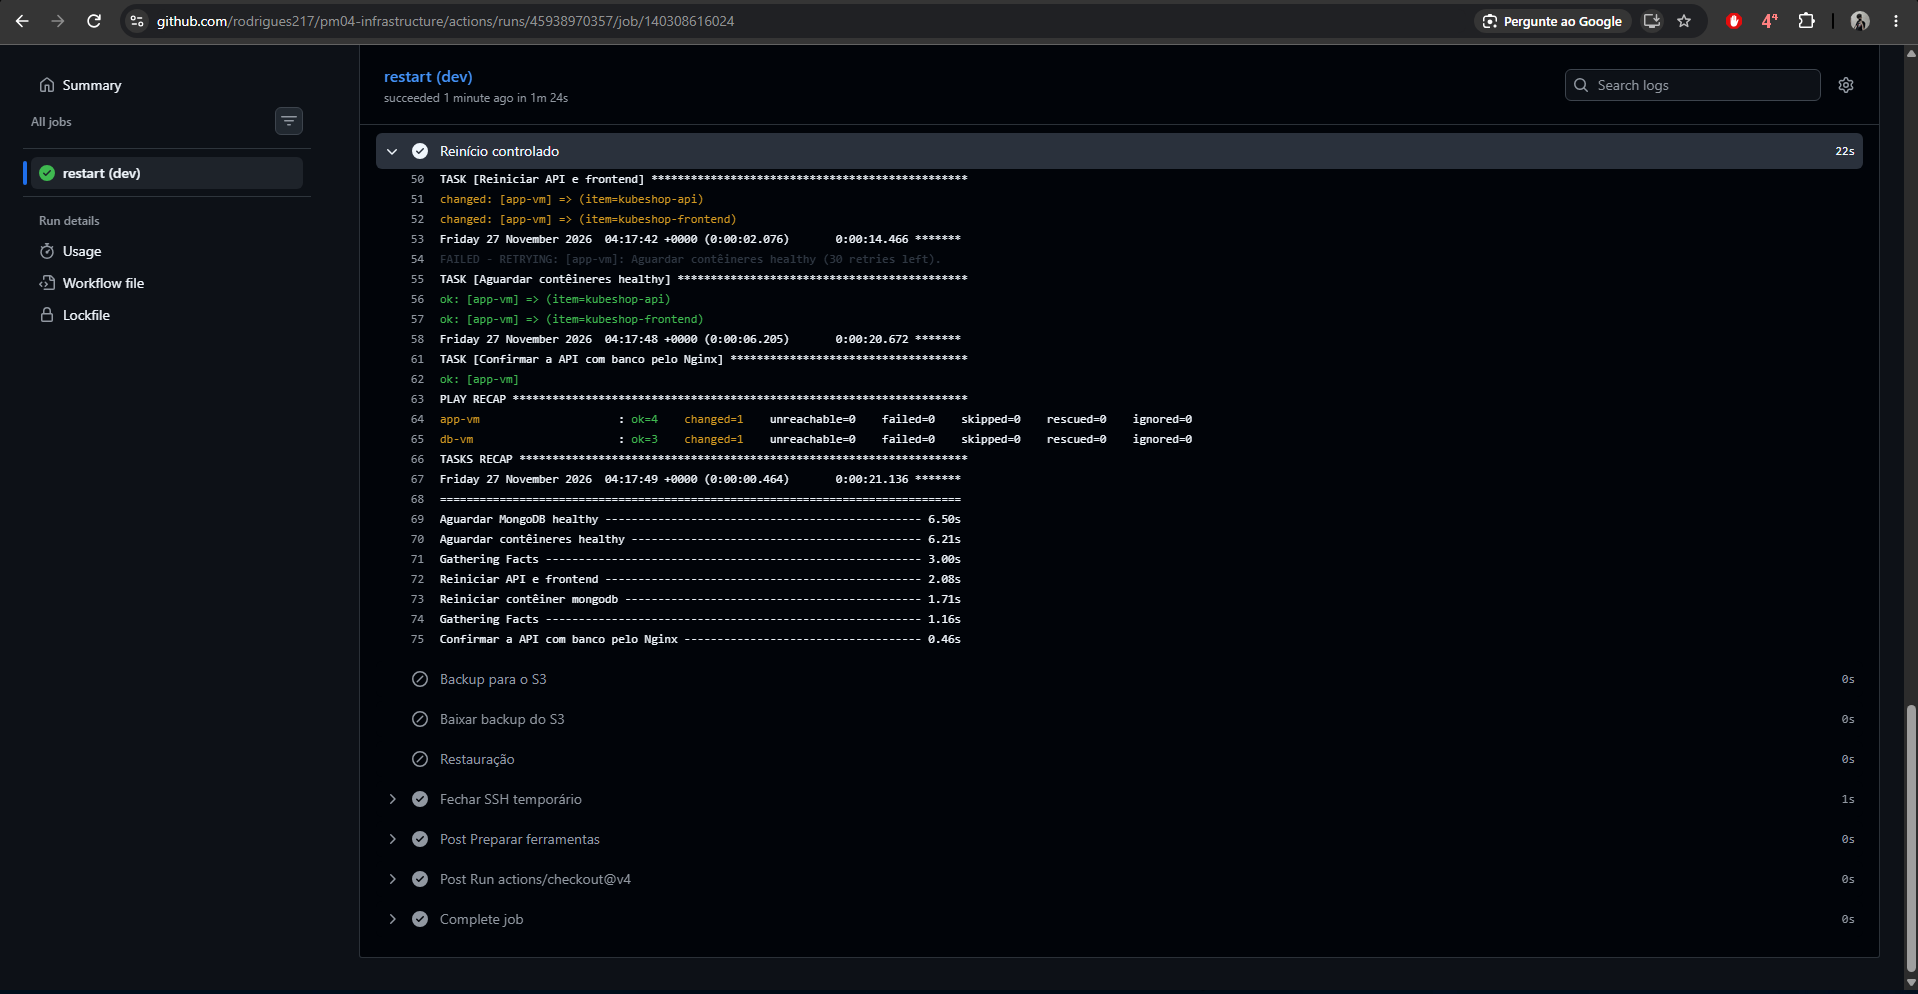 github.com/rodrigues217/pm04-infrastructure/actions/runs/45938970357/job/140308616024
Pergunte ao Google
4⁴
Summary
All jobs
restart (dev)
Run details
Usage
Workflow file
Lockfile
restart (dev)
succeeded 1 minute ago in 1m 24s
Search logs
Reinício controlado 22s
50 TASK [Reiniciar API e frontend] ************************************************
51 changed: [app-vm] => (item=kubeshop-api)
52 changed: [app-vm] => (item=kubeshop-frontend)
53 Friday 27 November 2026  04:17:42 +0000 (0:00:02.076)       0:00:14.466 *******
54 FAILED - RETRYING: [app-vm]: Aguardar contêineres healthy (30 retries left).
55 TASK [Aguardar contêineres healthy] ********************************************
56 ok: [app-vm] => (item=kubeshop-api)
57 ok: [app-vm] => (item=kubeshop-frontend)
58 Friday 27 November 2026  04:17:48 +0000 (0:00:06.205)       0:00:20.672 *******
61 TASK [Confirmar a API com banco pelo Nginx] ************************************
62 ok: [app-vm]
63 PLAY RECAP *********************************************************************
64 app-vm                     : ok=4    changed=1    unreachable=0    failed=0    skipped=0    rescued=0    ignored=0
65 db-vm                      : ok=3    changed=1    unreachable=0    failed=0    skipped=0    rescued=0    ignored=0
66 TASKS RECAP ********************************************************************
67 Friday 27 November 2026  04:17:49 +0000 (0:00:00.464)       0:00:21.136 *******
68 ===============================================================================
69 Aguardar MongoDB healthy ------------------------------------------------ 6.50s
70 Aguardar contêineres healthy -------------------------------------------- 6.21s
71 Gathering Facts --------------------------------------------------------- 3.00s
72 Reiniciar API e frontend ------------------------------------------------ 2.08s
73 Reiniciar contêiner mongodb --------------------------------------------- 1.71s
74 Gathering Facts --------------------------------------------------------- 1.16s
75 Confirmar a API com banco pelo Nginx ------------------------------------ 0.46s
Backup para o S3 0s
Baixar backup do S3 0s
Restauração 0s
Fechar SSH temporário 1s
Post Preparar ferramentas 0s
Post Run actions/checkout@v4 0s
Complete job 0s